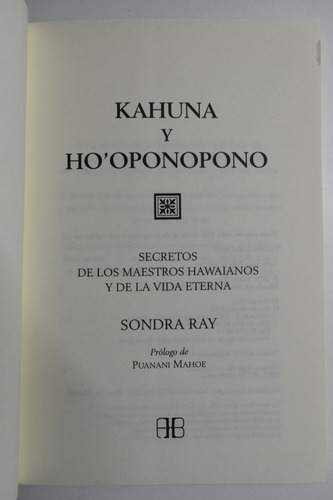 KAHUNA
Y
HO'OPONOPONO
SECRETOS
DE LOS MAESTROS HAWAIANOS
Y DE LA VIDA ETERNA
SONDRA RAY
Prólogo de
PUANANI MAHOE